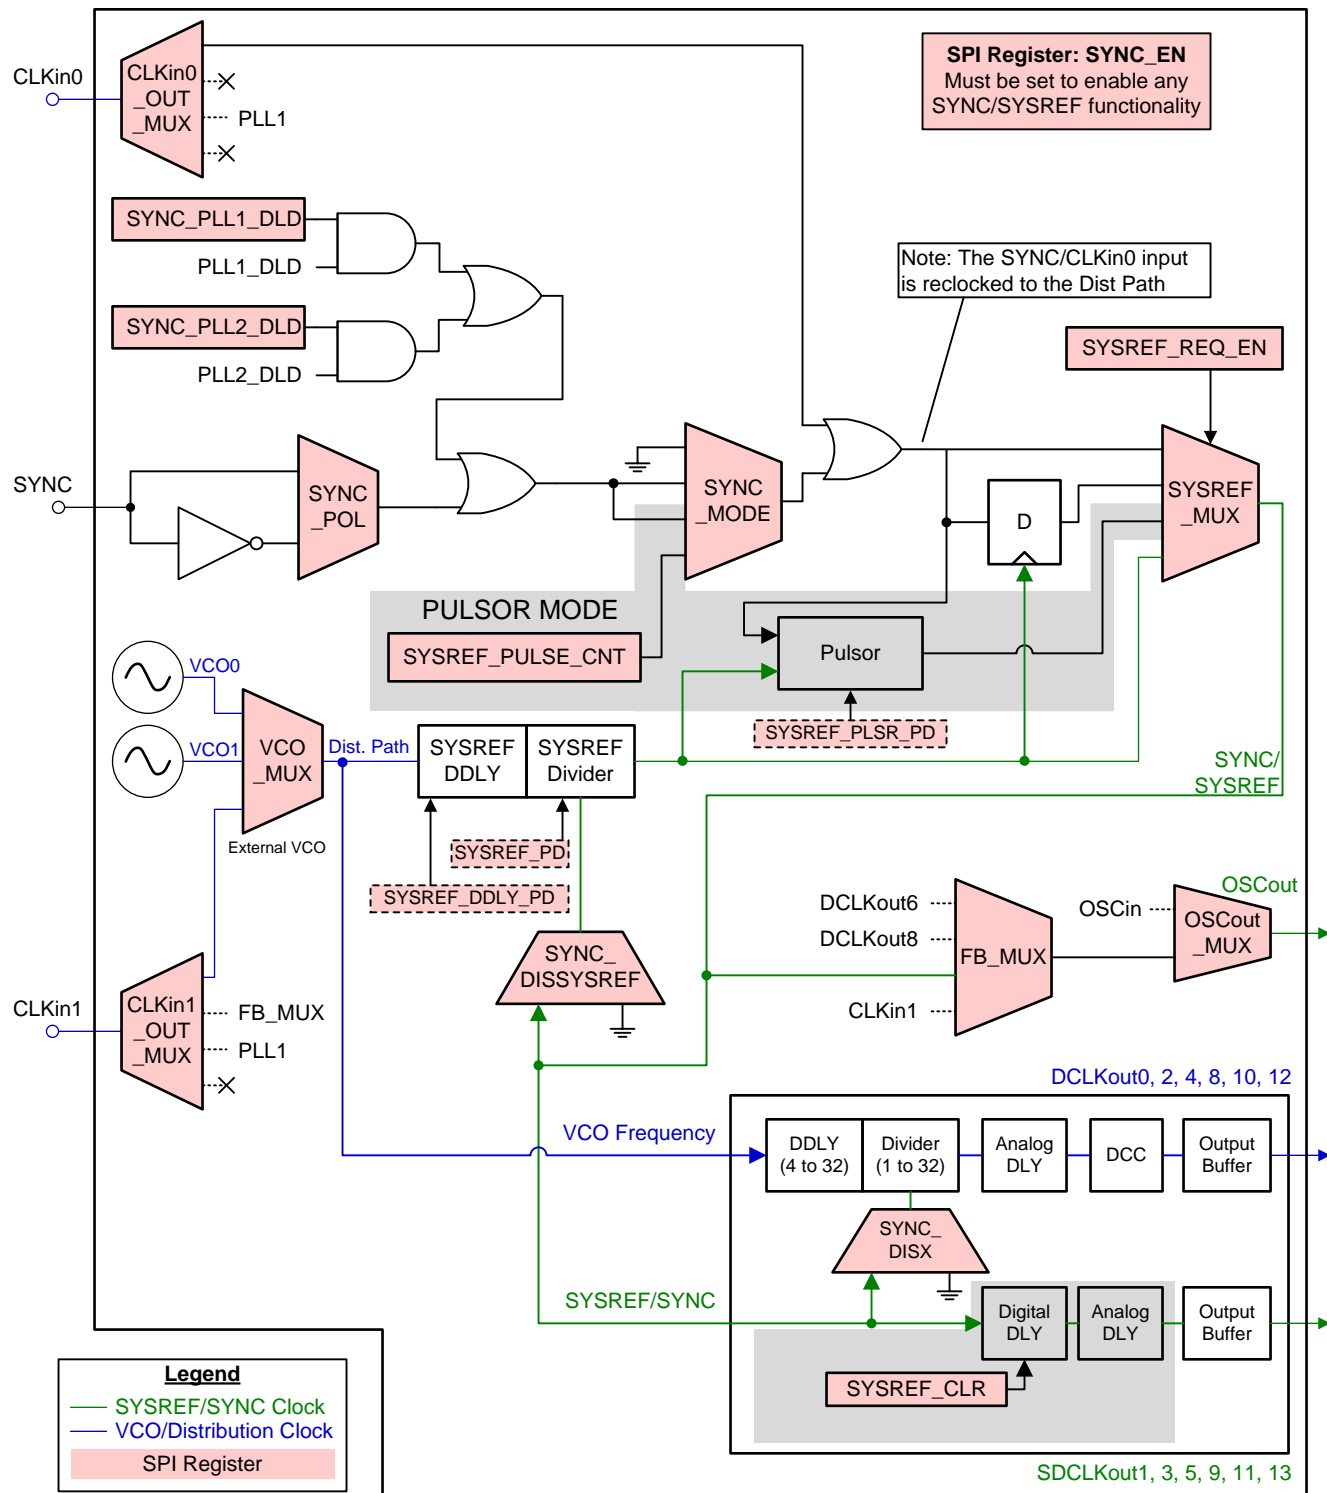 CLKin0
CLKin0
_OUT
_MUX
PLL1
SPI Register: SYNC_EN
Must be set to enable any
SYNC/SYSREF functionality
SYNC_PLL1_DLD
PLL1_DLD
SYNC_PLL2_DLD
PLL2_DLD
Note: The SYNC/CLKin0 input
is reclocked to the Dist Path
SYSREF_REQ_EN
SYNC
SYNC
_POL
SYNC
_MODE
D
SYSREF
_MUX
PULSOR MODE
SYSREF_PULSE_CNT
Pulsor
SYSREF_PLSR_PD
VCO0
VCO1
VCO
_MUX
External VCO
Dist. Path
SYSREF
DDLY
SYSREF
Divider
SYNC/
SYSREF
SYSREF_PD
SYSREF_DDLY_PD
SYNC_
DISSYSREF
DCLKout6
DCLKout8
CLKin1
FB_MUX
OSCin
OSCout
_MUX
OSCout
CLKin1
CLKin1
_OUT
_MUX
FB_MUX
PLL1
DCLKout0, 2, 4, 8, 10, 12
VCO Frequency
DDLY
(4 to 32)
Divider
(1 to 32)
Analog
DLY
DCC
Output
Buffer
SYNC_
DISX
SYSREF/SYNC
Digital
DLY
Analog
DLY
Output
Buffer
SYSREF_CLR
SDCLKout1, 3, 5, 9, 11, 13
Legend
SYSREF/SYNC Clock
VCO/Distribution Clock
SPI Register